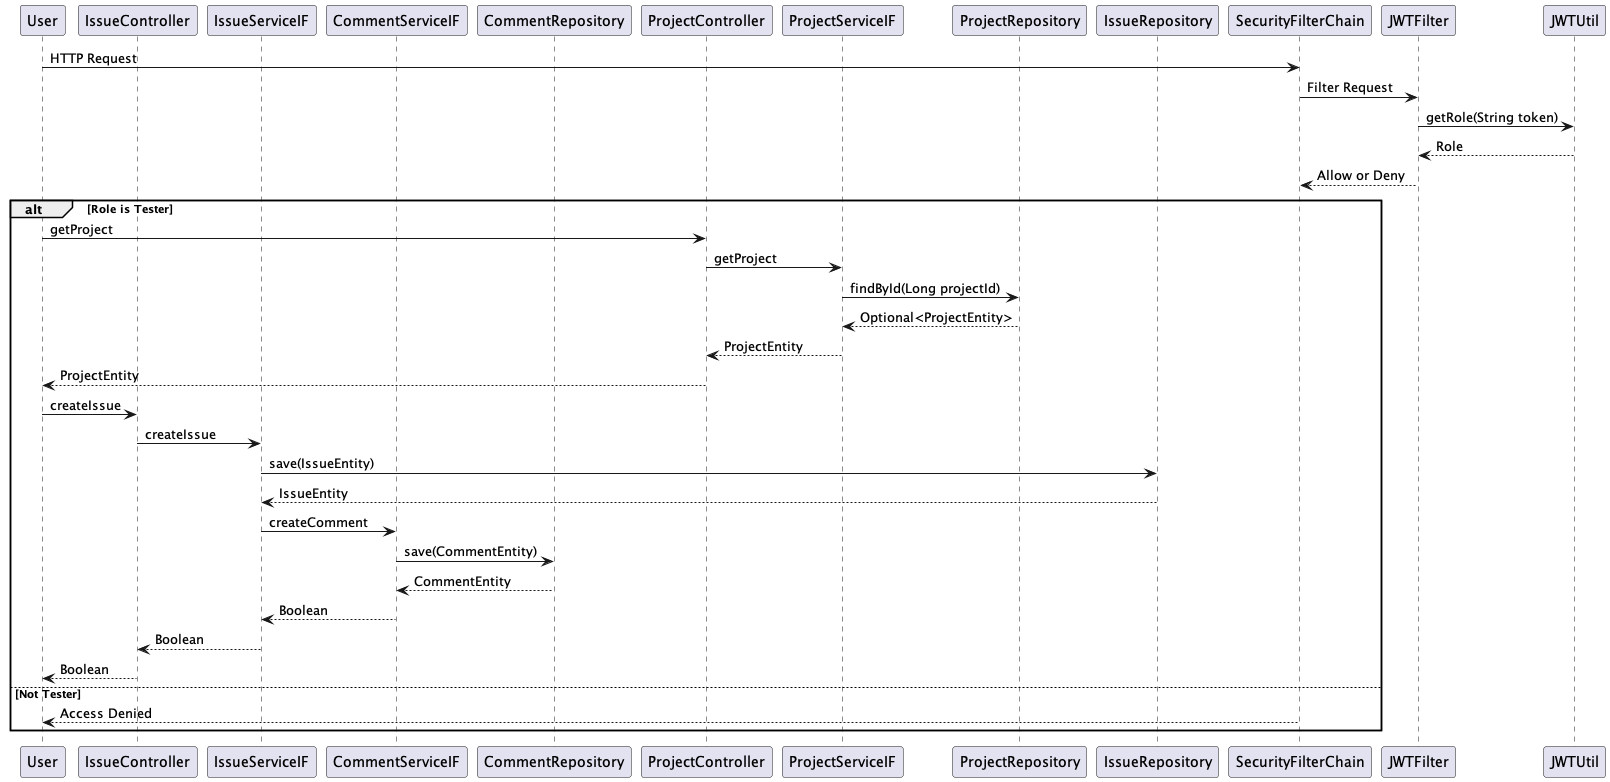 User IssueController IssueServiceIF CommentServiceIF CommentRepository ProjectController ProjectServiceIF ProjectRepository IssueRepository SecurityFilterChain JWTFilter JWTUtil
HTTP Request
Filter Request
getRole(String token)
Role
Allow or Deny
alt [Role is Tester]
getProject
getProject
findById(Long projectId)
Optional<ProjectEntity>
ProjectEntity
ProjectEntity
createIssue
createIssue
save(IssueEntity)
IssueEntity
createComment
save(CommentEntity)
CommentEntity
Boolean
Boolean
Boolean
[Not Tester]
Access Denied
User IssueController IssueServiceIF CommentServiceIF CommentRepository ProjectController ProjectServiceIF ProjectRepository IssueRepository SecurityFilterChain JWTFilter JWTUtil